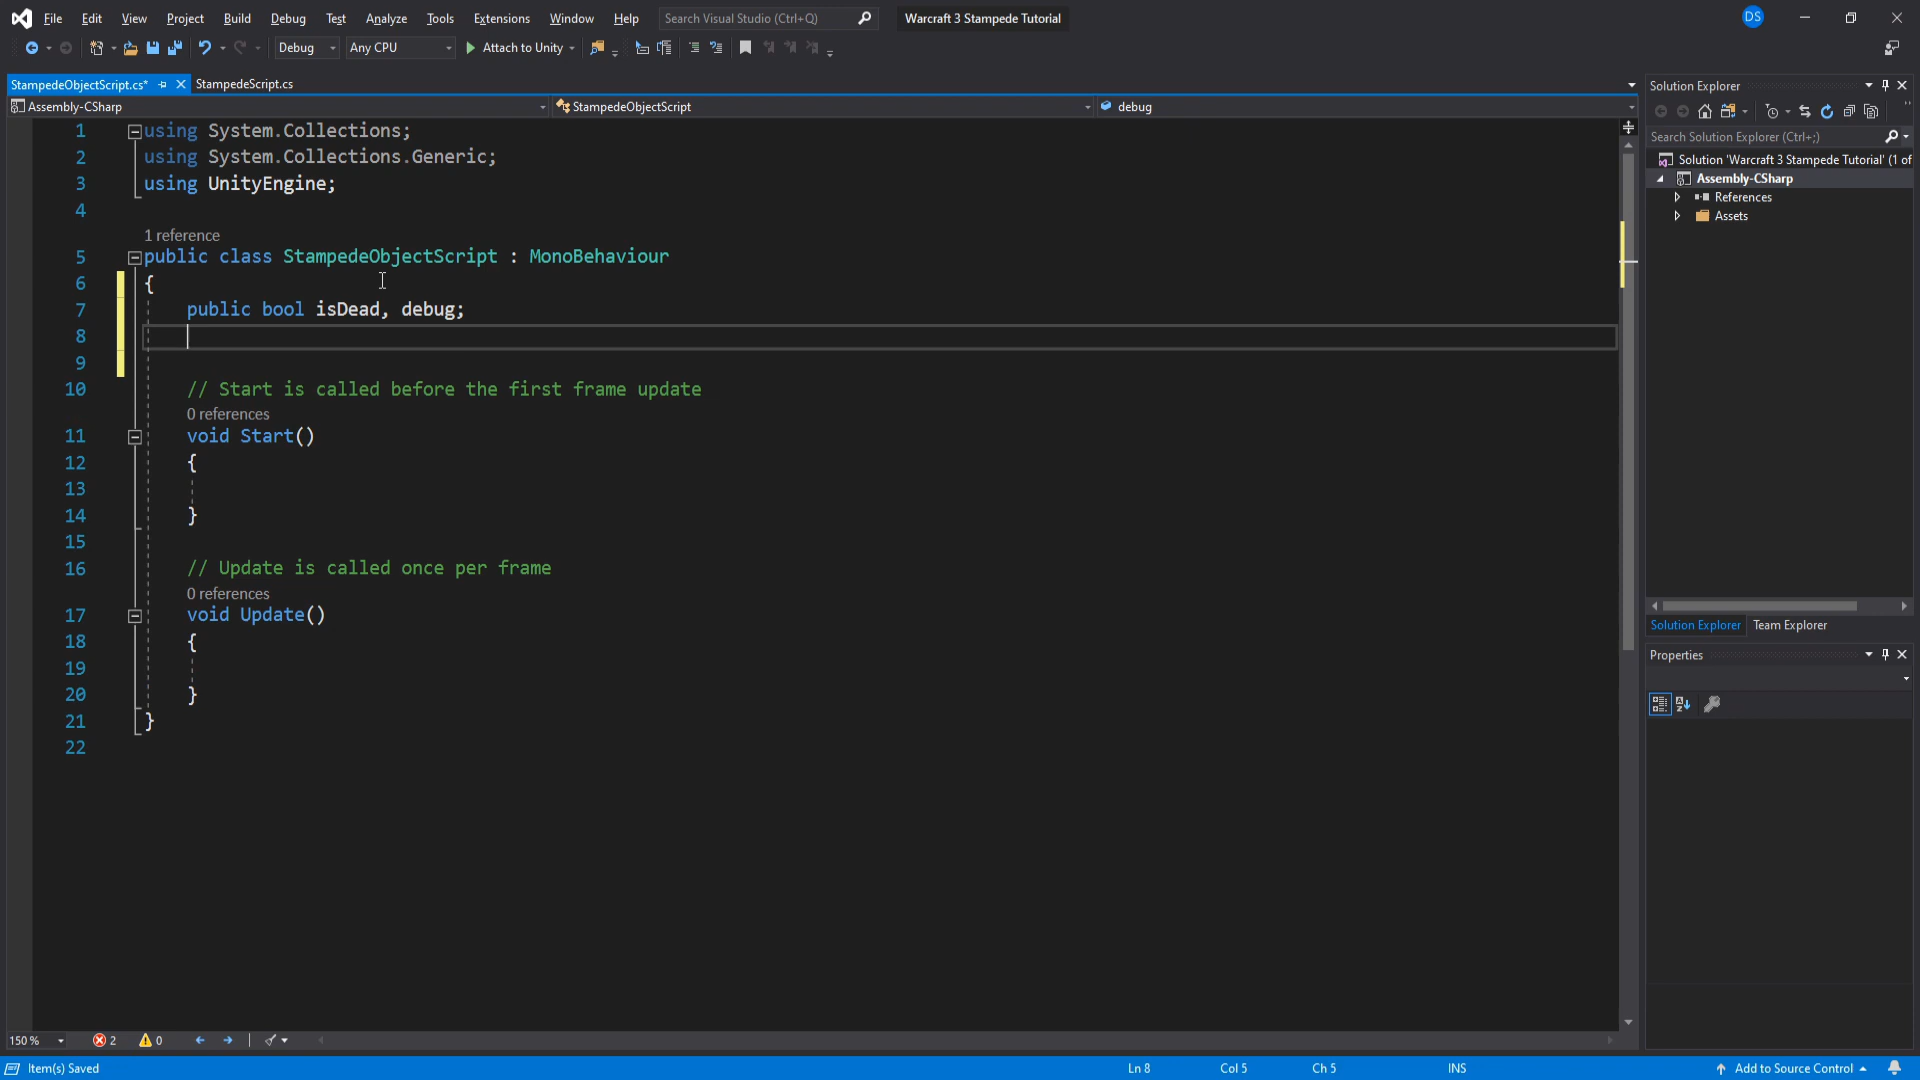 File Edit View Project Build Debug Test Analyze Tools Extensions Window Help Search Visual Studio (Ctrl+Q) Warcraft 3 Stampede Tutorial DS
Debug Any CPU Attach to Unity
StampedeObjectScript.cs* StampedeScript.cs
Assembly-CSharp StampedeObjectScript debug
1 using System.Collections;
2 using System.Collections.Generic;
3 using UnityEngine;
4
1 reference
5 public class StampedeObjectScript : MonoBehaviour
6 {
7 public bool isDead, debug;
8
9
10 // Start is called before the first frame update
0 references
11 void Start()
12 {
13
14 }
15
16 // Update is called once per frame
0 references
17 void Update()
18 {
19
20 }
21 }
22
150 % 2 0
Item(s) Saved Ln 8 Col 5 Ch 5 INS Add to Source Control
Solution Explorer
Search Solution Explorer (Ctrl+;)
Solution 'Warcraft 3 Stampede Tutorial' (1 of
Assembly-CSharp
References
Assets
Solution Explorer Team Explorer
Properties